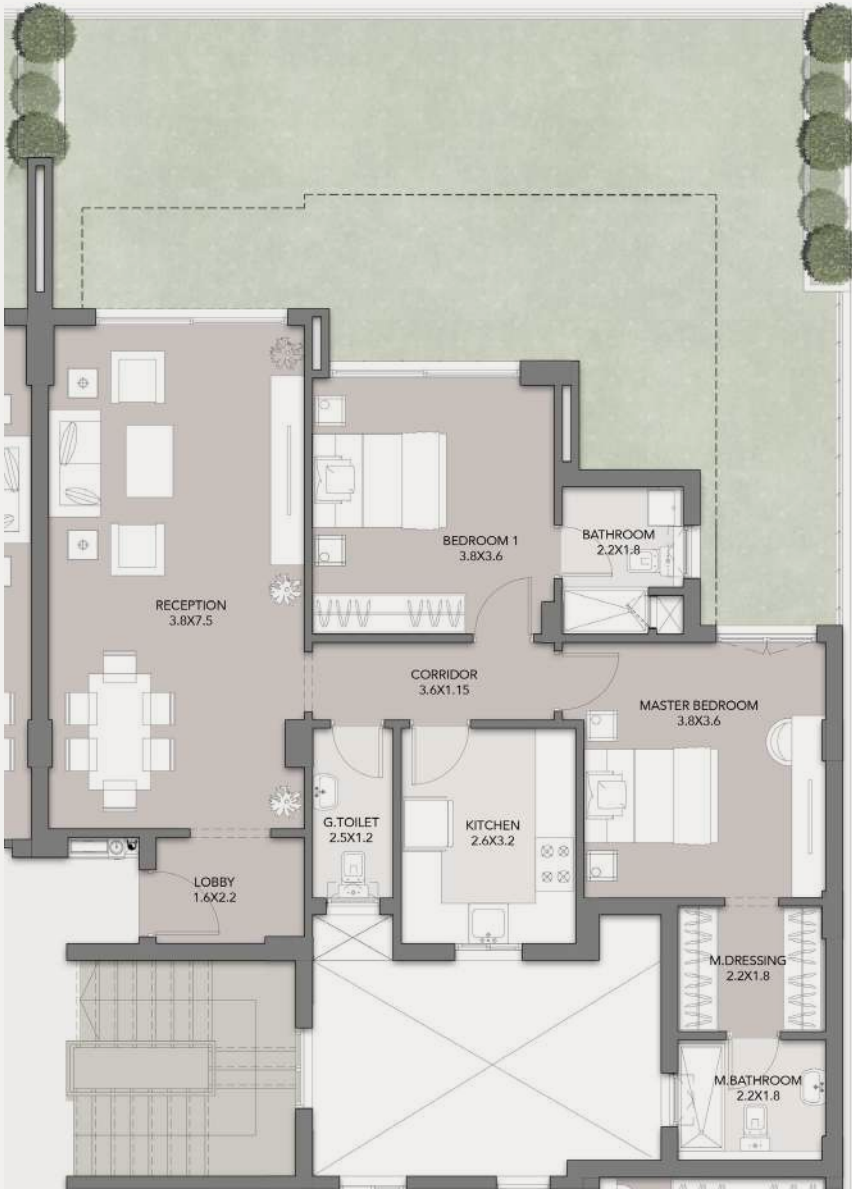 BEDROOM 1
3.8X3.6
BATHROOM
2.2X1.8
RECEPTION
3.8X7.5
CORRIDOR
3.6X1.15
MASTER BEDROOM
3.8X3.6
G.TOILET
2.5X1.2
KITCHEN
2.6X3.2
LOBBY
1.6X2.2
M.DRESSING
2.2X1.8
M.BATHROOM
2.2X1.8